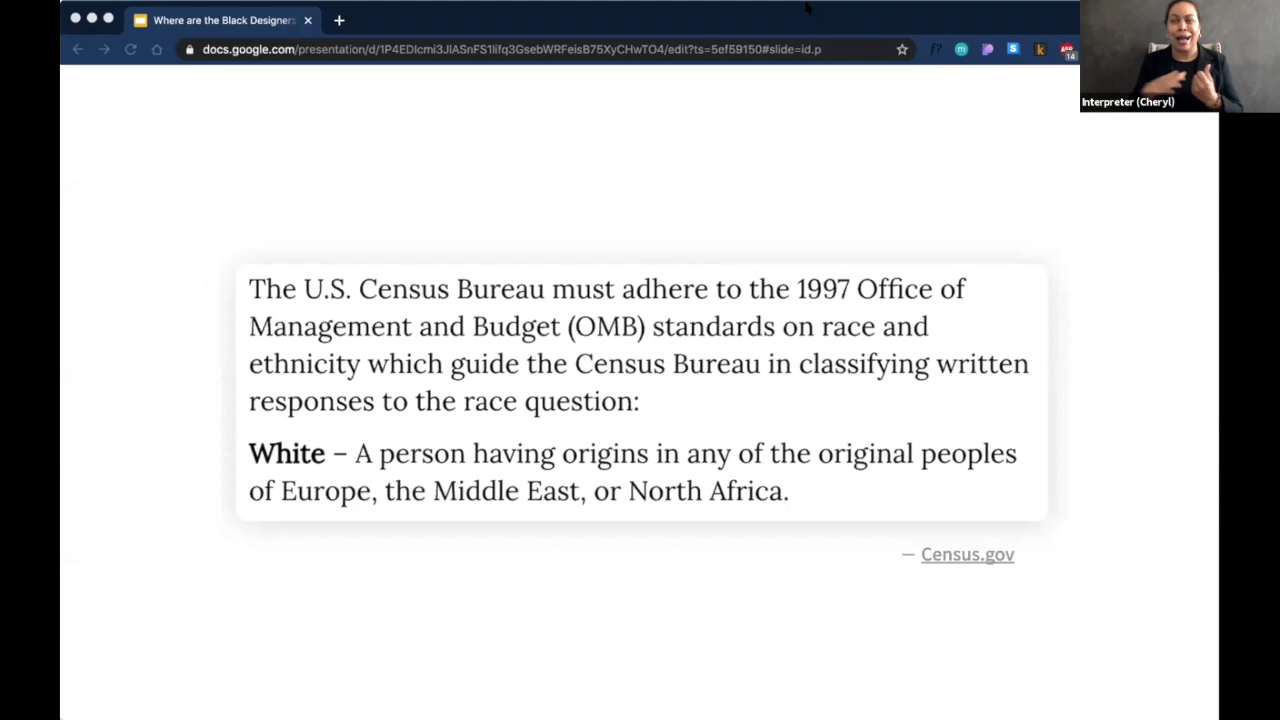 Where are the Black Designers
docs.google.com/presentation/d/1P4EDIcmi3JlASnFS1lifq3GsebWRFeisB75XyCHwTO4/edit?ts=5ef59150#slide=id.p
14
Interpreter (Cheryl)
The U.S. Census Bureau must adhere to the 1997 Office of
Management and Budget (OMB) standards on race and
ethnicity which guide the Census Bureau in classifying written
responses to the race question:
White – A person having origins in any of the original peoples
of Europe, the Middle East, or North Africa.
— Census.gov